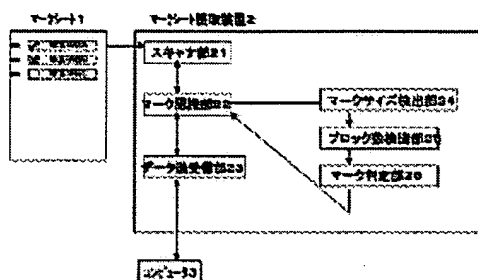 マークシート1
マークシート読取装置2
スキャナ部21
マーク認識部22
マークサイズ検出部24
ブロック数検出部25
データ送受信部23
マーク判定部26
コンピュータ3